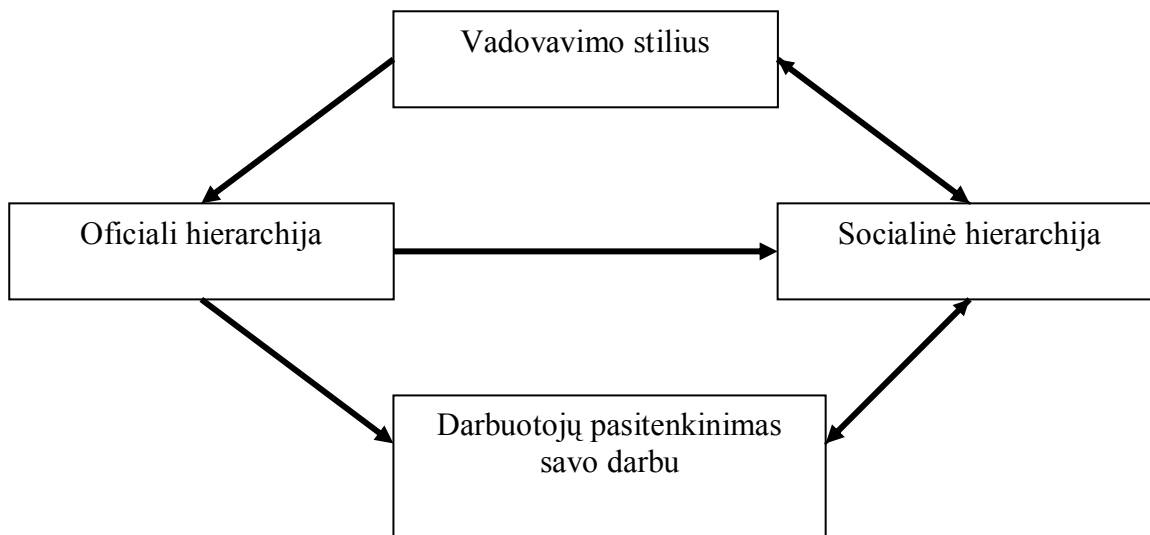 Vadovavimo stilius
Oficiali hierarchija
Socialinė hierarchija
Darbuotojų pasitenkinimas
savo darbu